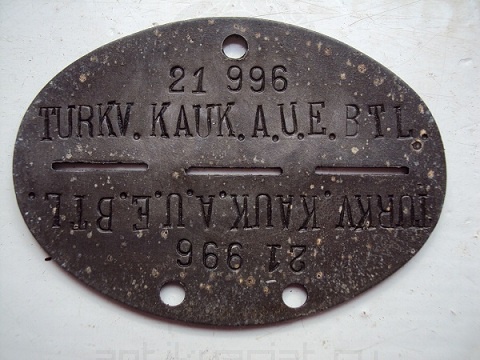 21 996
TURKV. KAUK. A.U.E. BTL.
TURKV. KAUK. A.U.E. BTL.
21 996